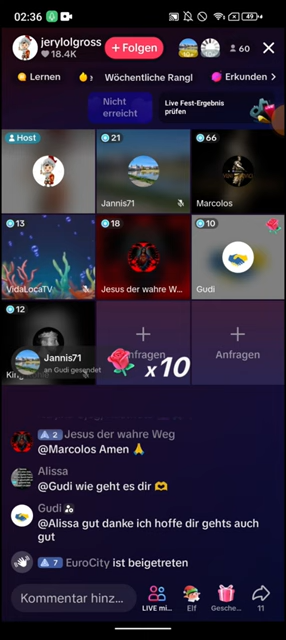 02:36
49
jerylolgross
18.4K
+ Folgen
60
Lernen
Wöchentliche Rangl
Erkunden >
Nicht
erreicht
Live Fest-Ergebnis
prüfen
Host
21
66
Jannis71
Marcolos
13
18
10
VidaLocaTV
Jesus der wahre W...
Gudi
12
Anfragen
Anfragen
Jannis71
an Gudi gesendet
x10
King
2 Jesus der wahre Weg
@Marcolos Amen 🙏
Alissa
@Gudi wie geht es dir 🫶
Gudi
@Alissa gut danke ich hoffe dir gehts auch
gut
7 EuroCity ist beigetreten
Kommentar hinz...
LIVE mi...
Elf
Gesche...
11